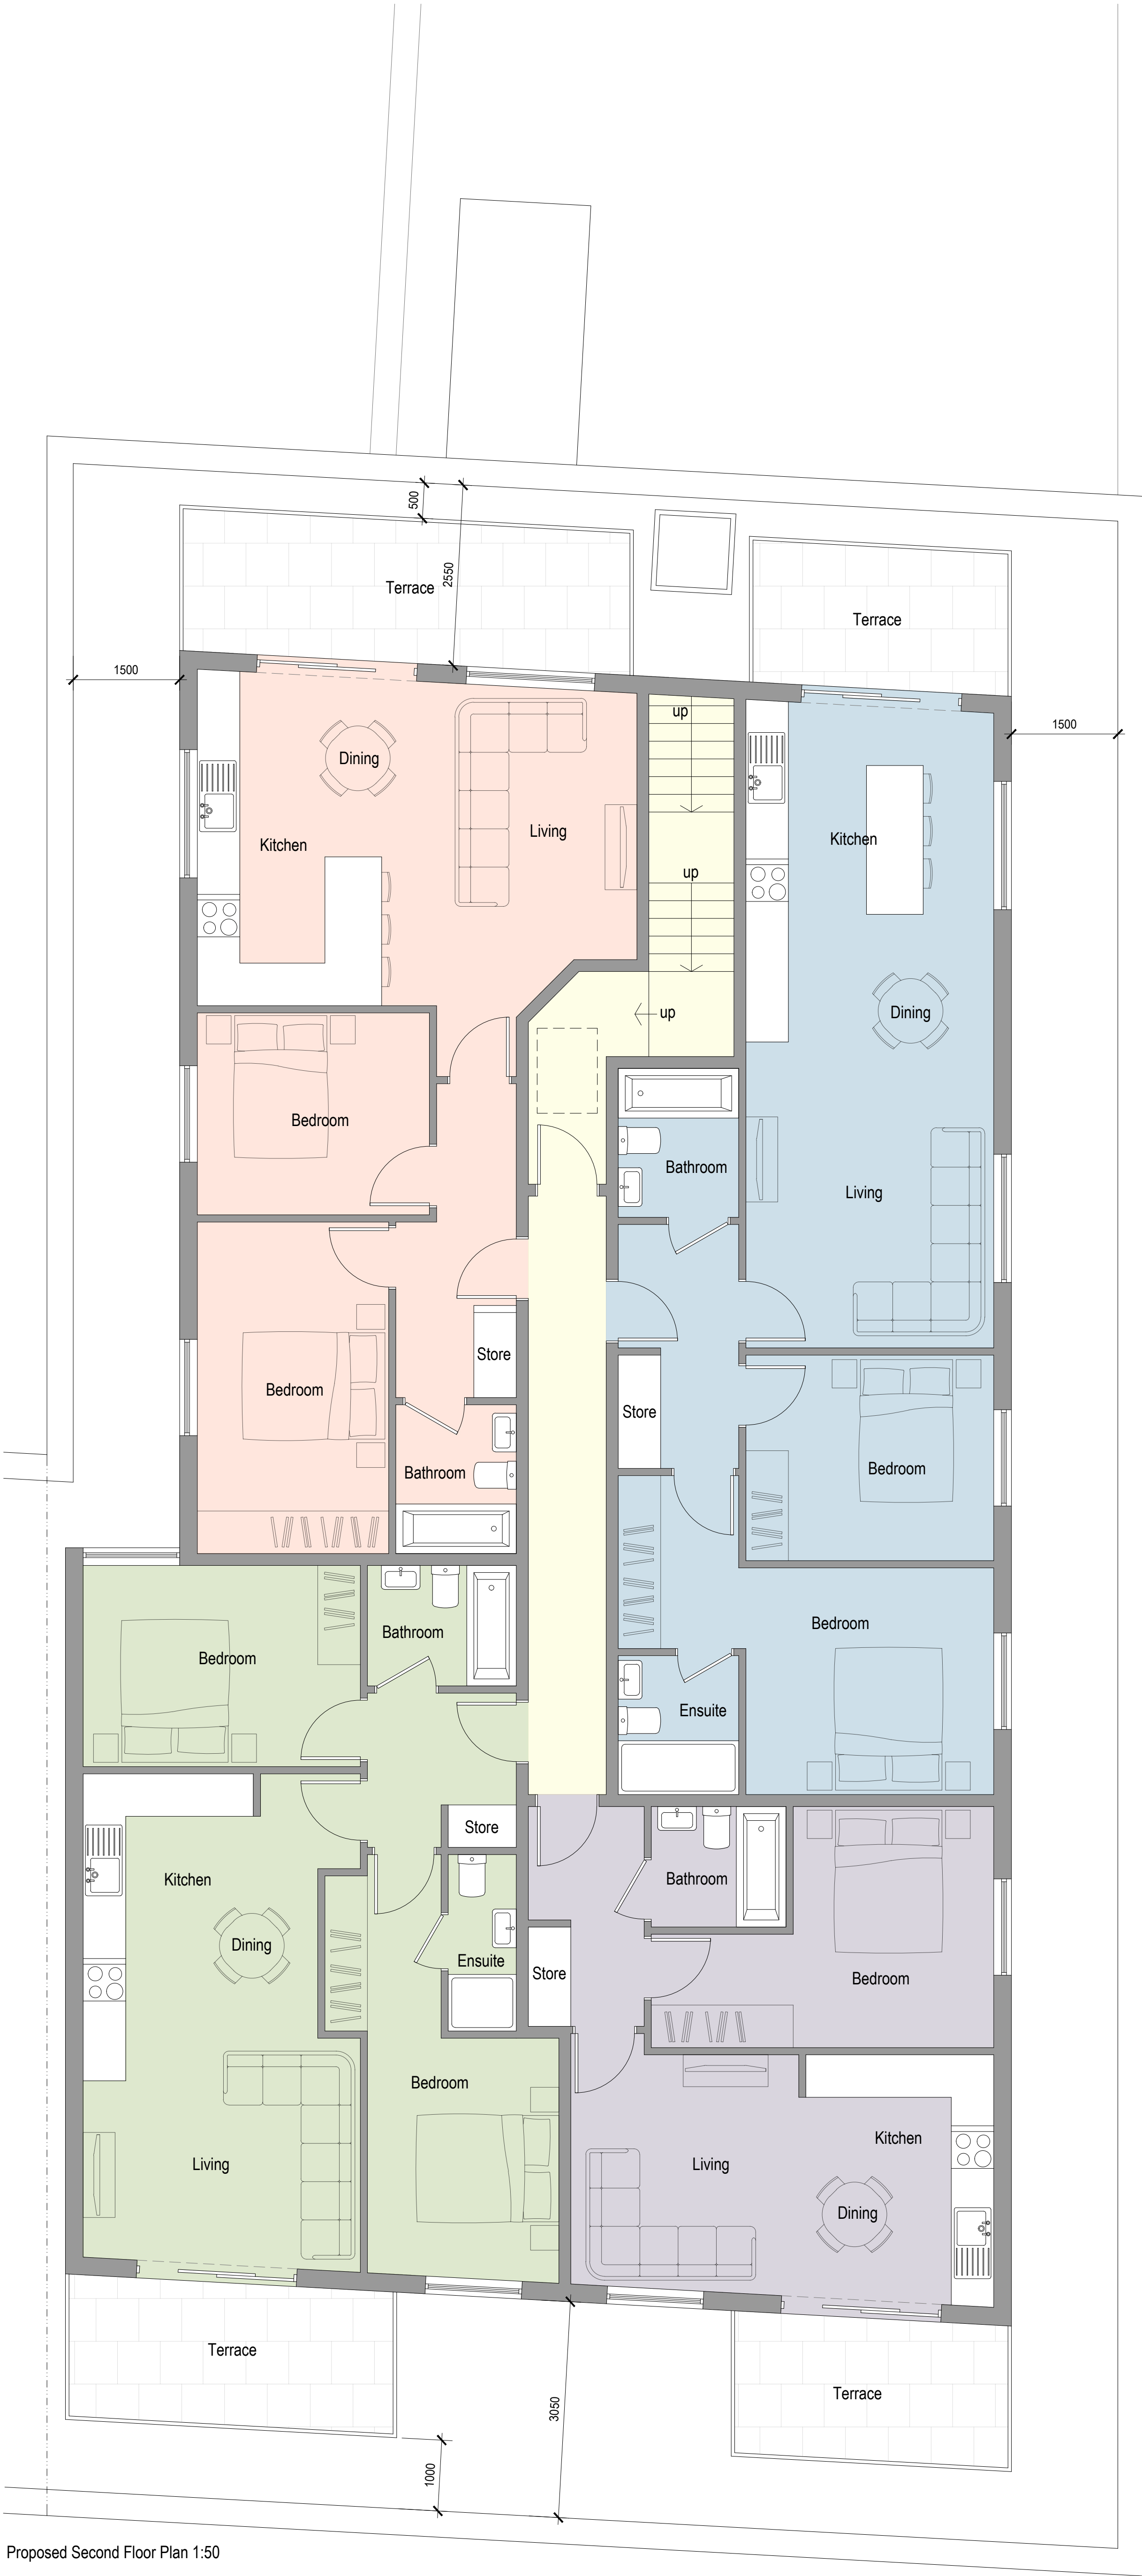 500
2550
Terrace
Terrace
1500
up
1500
Dining
Living
Kitchen
Kitchen
up
up
Dining
Bedroom
Bathroom
Living
Store
Bedroom
Store
Bedroom
Bathroom
Bedroom
Bathroom
Bedroom
Ensuite
Store
Kitchen
Bathroom
Dining
Ensuite
Store
Bedroom
Bedroom
Kitchen
Living
Living
Dining
Terrace
Terrace
3050
1000
Proposed Second Floor Plan 1:50